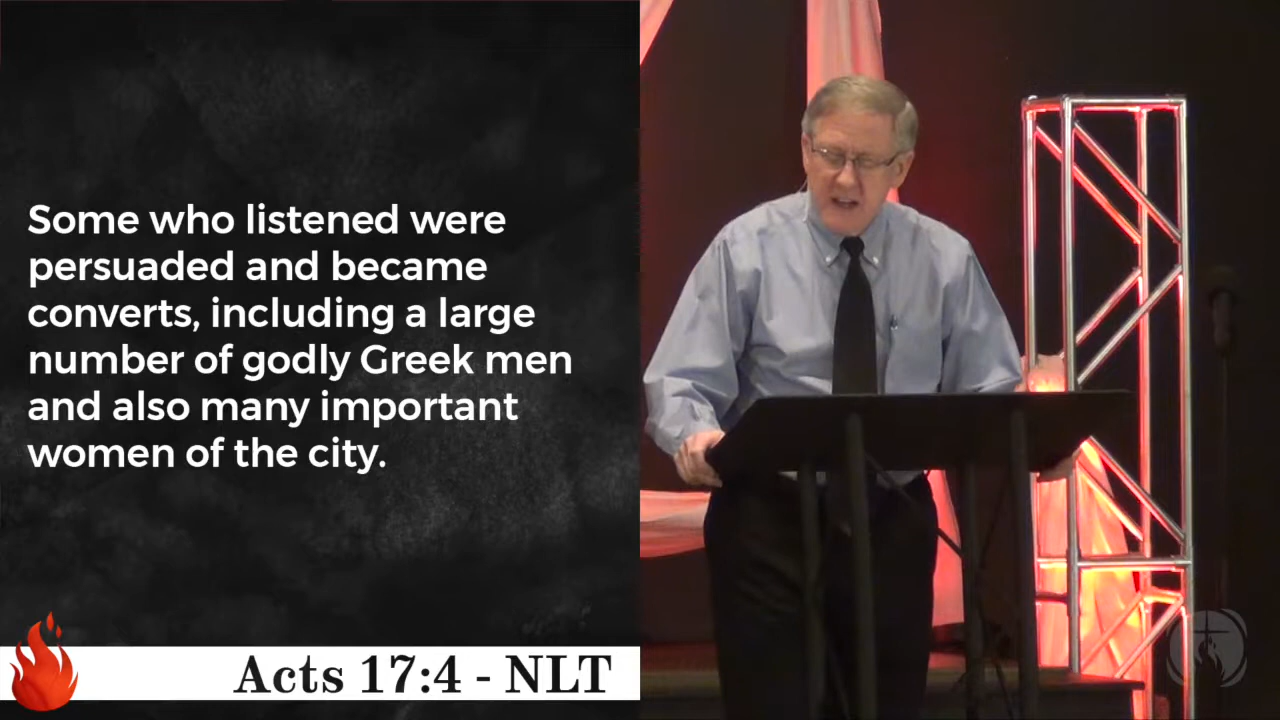 Some who listened were
persuaded and became
converts, including a large
number of godly Greek men
and also many important
women of the city.
Acts 17:4 - NLT